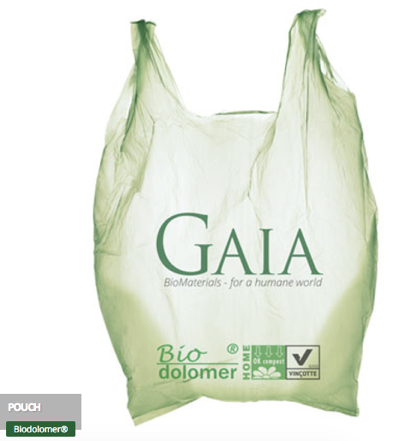 GAIA
BioMaterials - for a humane world
Bio ®
dolomer
HOME
OK compost
VINÇOTTE
POUCH
Biodolomer®